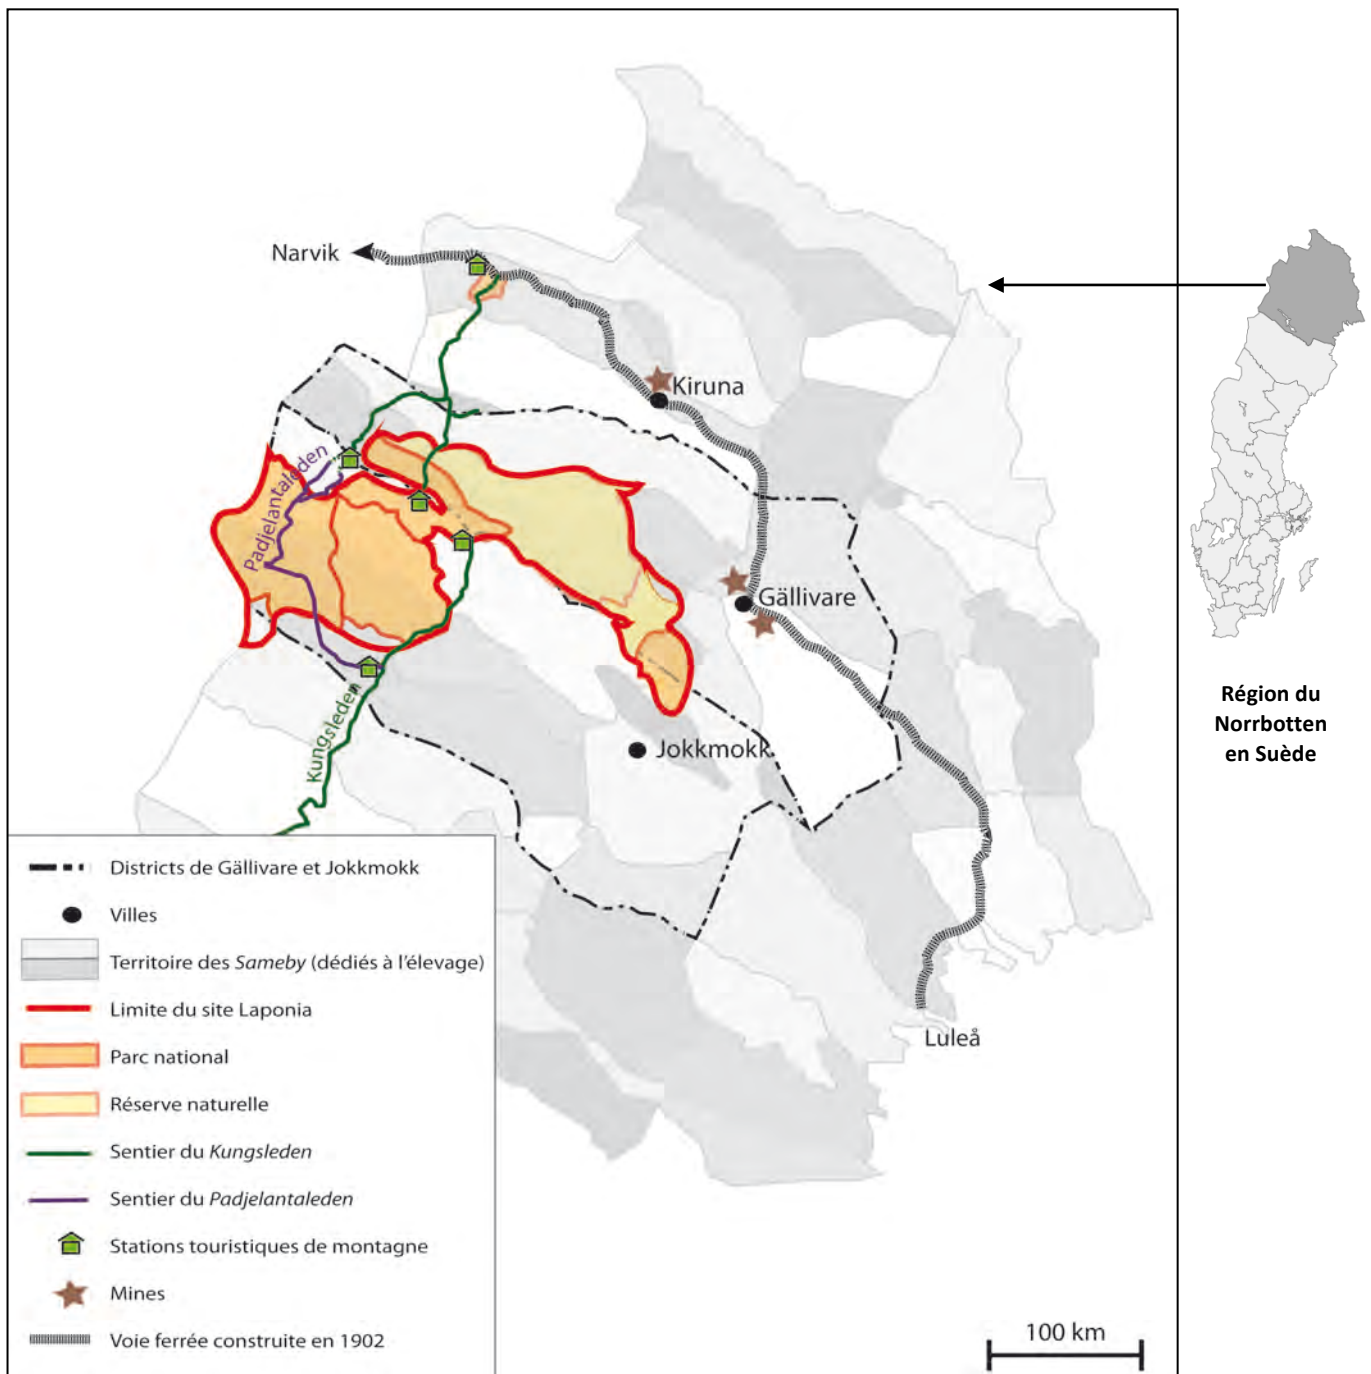 Narvik
Kiruna
Padjelantaleden
Gällivare
Kungsleden
Jokkmokk
Luleå
Région du
Norrbotten
en Suède
Districts de Gällivare et Jokkmokk
Villes
Territoire des Sameby (dédiés à l'élevage)
Limite du site Laponia
Parc national
Réserve naturelle
Sentier du Kungsleden
Sentier du Padjelantaleden
Stations touristiques de montagne
Mines
Voie ferrée construite en 1902
100 km